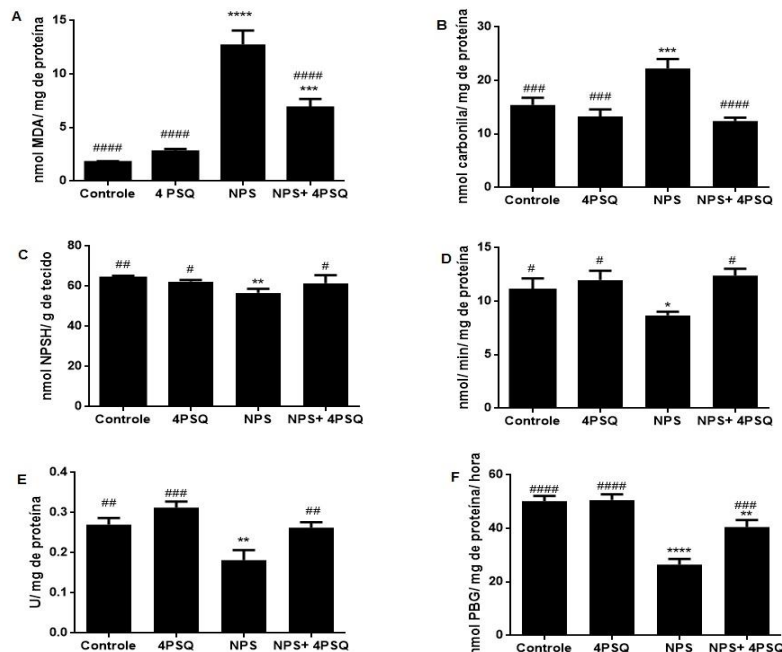 A
nmol MDA/ mg de proteína
15
10
5
0
####
####
****
####
***
Controle 4 PSQ NPS NPS+ 4PSQ
B
nmol carbonila/ mg de proteína
30
20
10
0
###
###
***
####
Controle 4PSQ NPS NPS+ 4PSQ
C
nmol NPSH/ g de tecido
80
60
40
20
0
##
#
**
#
Controle 4PSQ NPS NPS+ 4PSQ
D
nmol/ min/ mg de proteína
15
10
5
0
#
#
*
#
Controle 4PSQ NPS NPS+ 4PSQ
E
U/ mg de proteína
0.4
0.3
0.2
0.1
0.0
##
###
**
##
Controle 4PSQ NPS NPS+ 4PSQ
F
nmol PBG/ mg de proteína/ hora
60
40
20
0
####
####
****
###
**
Controle 4PSQ NPS NPS+ 4PSQ